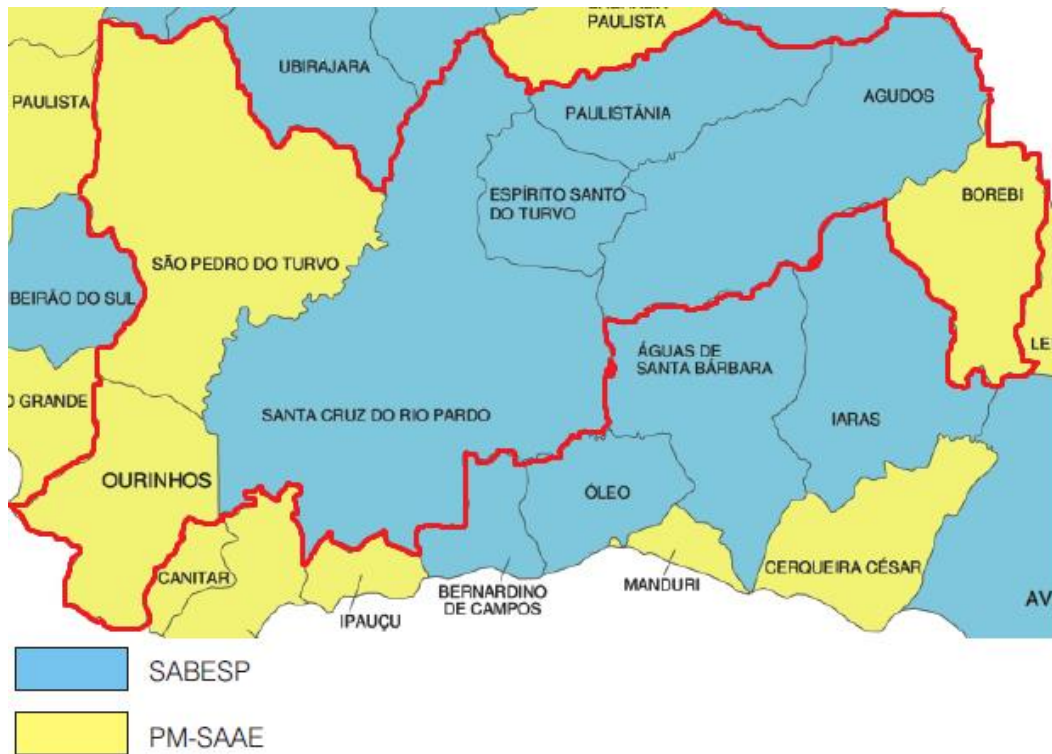 PAULISTA
UBIRAJARA
PAULISTA
PAULISTÂNIA
AGUDOS
ESPÍRITO SANTO
DO TURVO
BOREBI
SÃO PEDRO DO TURVO
BEIRÃO DO SUL
ÁGUAS DE
SANTA BÁRBARA
LE
O GRANDE
SANTA CRUZ DO RIO PARDO
IARAS
OURINHOS
ÓLEO
CANITAR
IPAUÇU
BERNARDINO
DE CAMPOS
MANDURI
CERQUEIRA CÉSAR
AV
SABESP
PM-SAAE